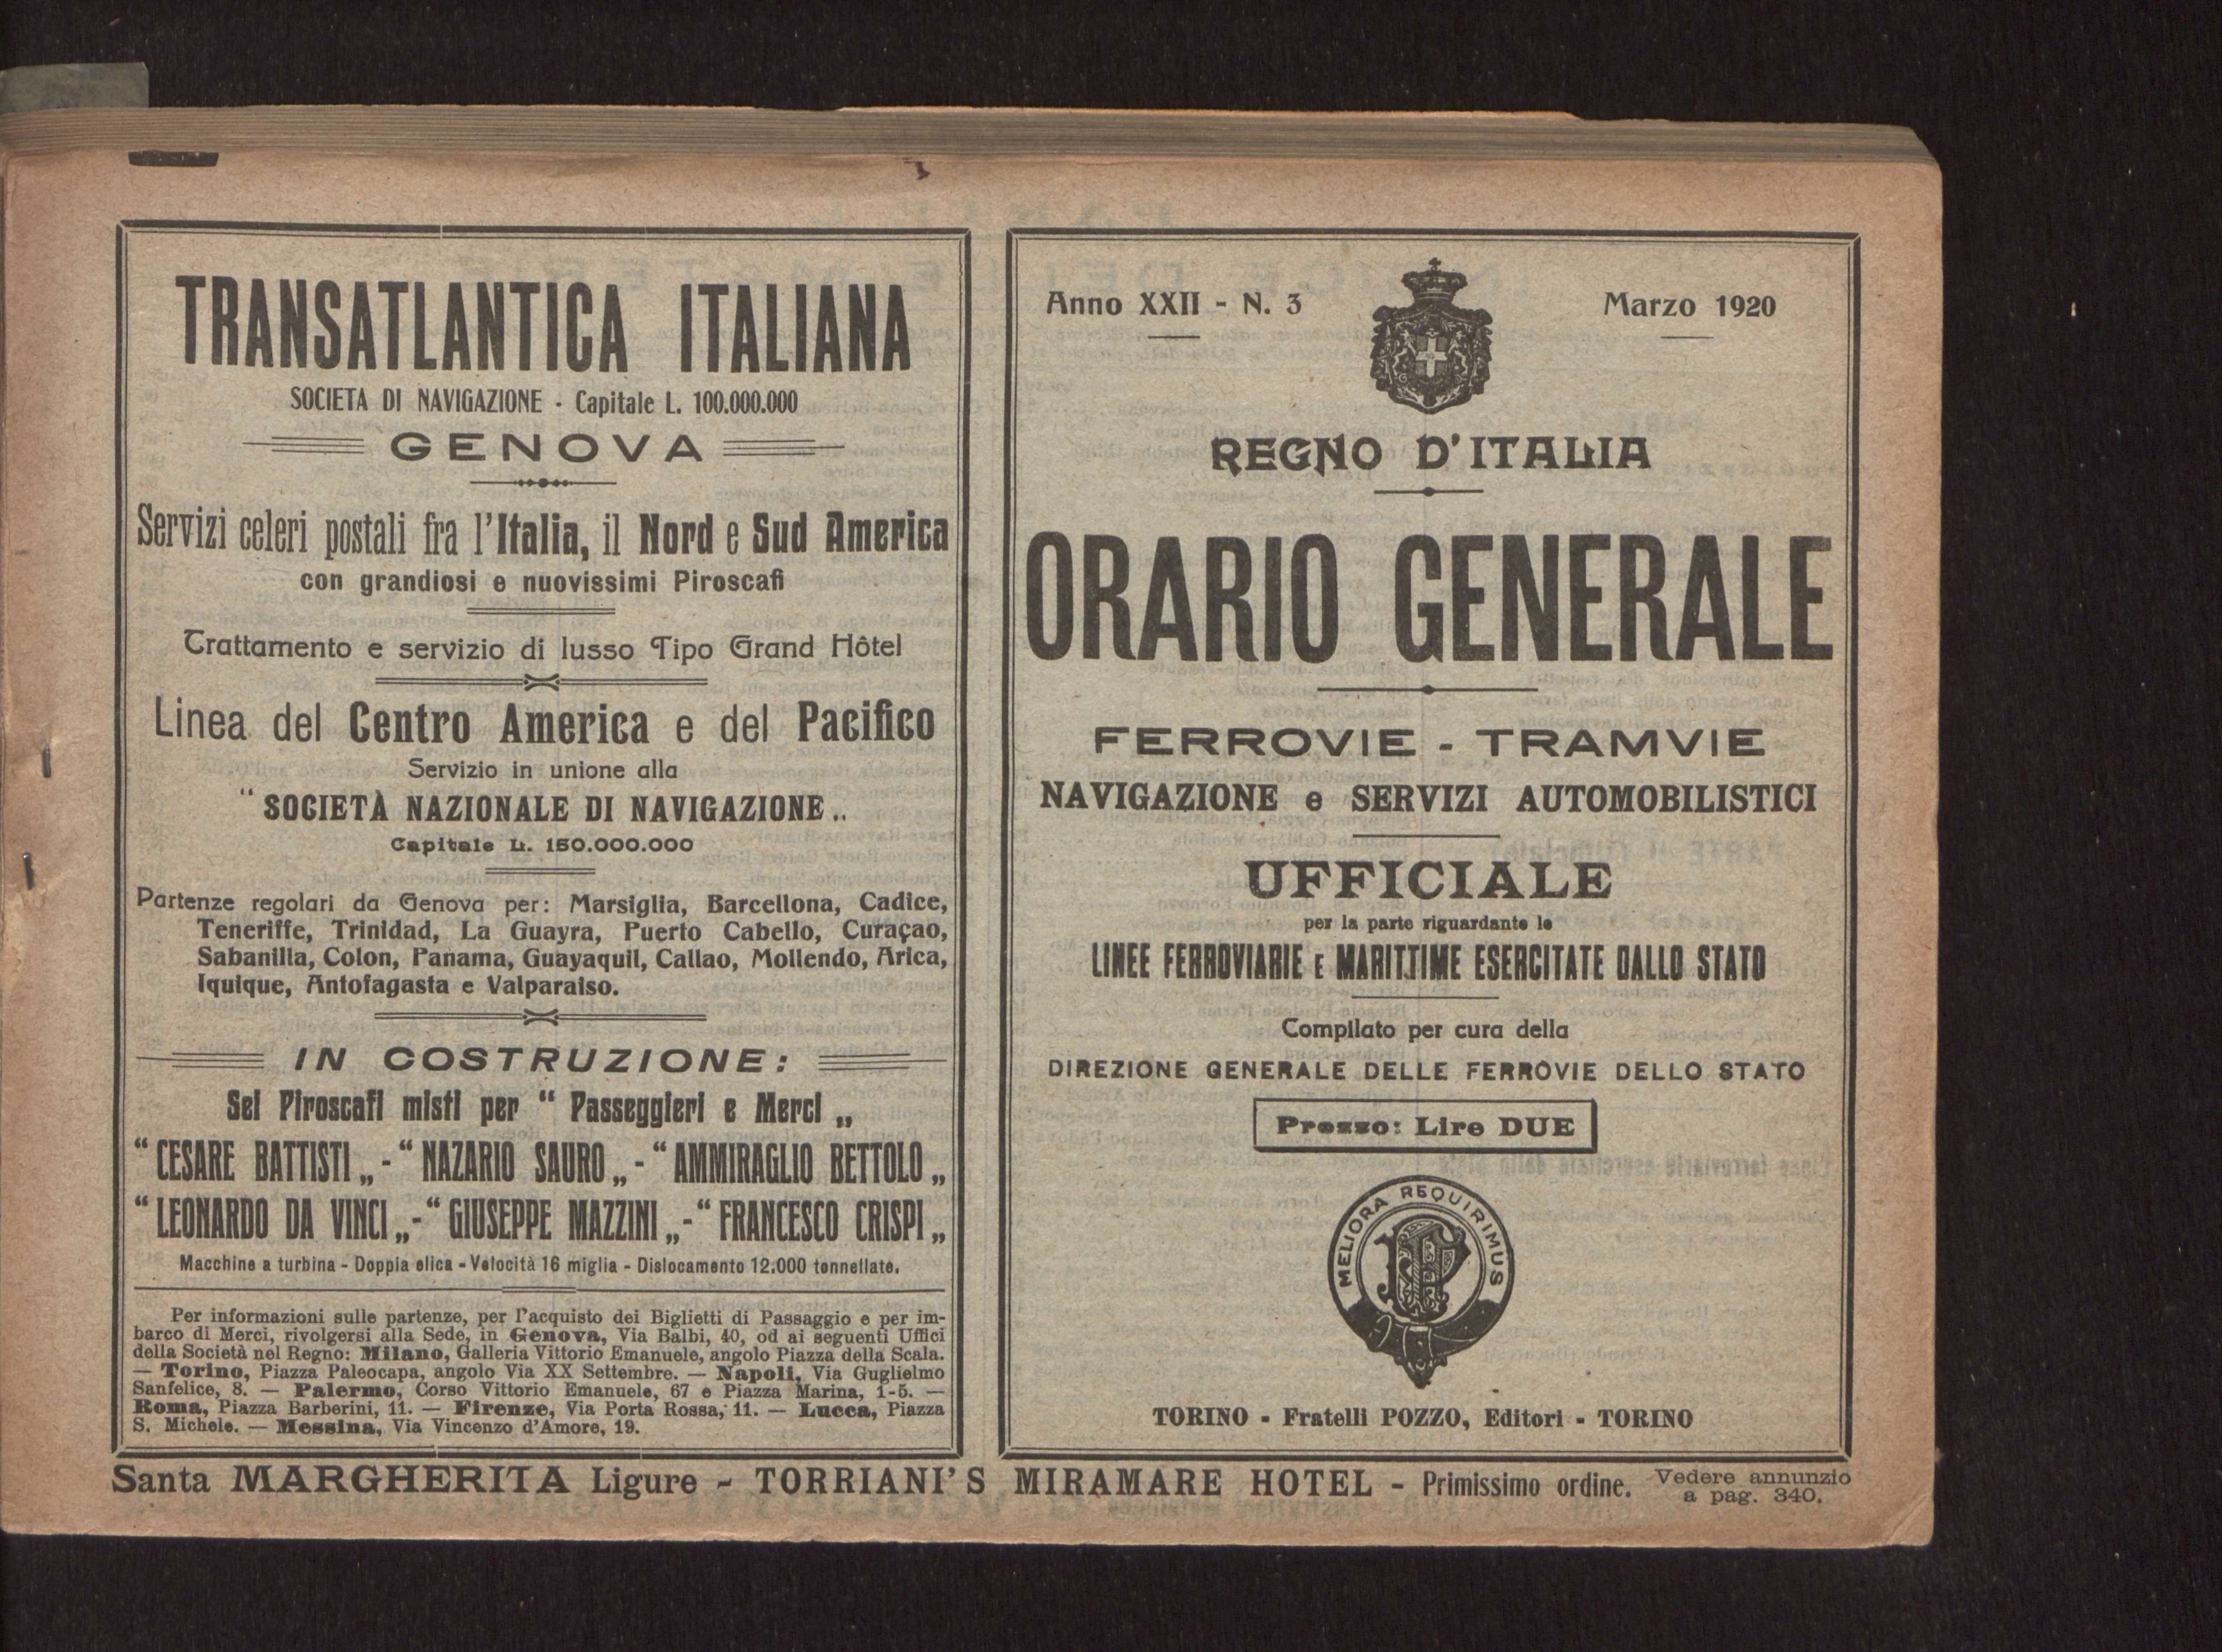 TRANSATLANTICA ITALIANA
SOCIETA DI NAVIGAZIONE - Capitale L. 100.000.000
GENOVA
Servizi celeri postali fra l'Italia, il Nord e Sud America
con grandiosi e nuovissimi Piroscafi
Trattamento e servizio di lusso Tipo Grand Hôtel
Linea del Centro America e del Pacifico
Servizio in unione alla
“ SOCIETÀ NAZIONALE DI NAVIGAZIONE „
Capitale L. 150.000.000
Partenze regolari da Genova per: Marsiglia, Barcellona, Cadice,
Teneriffe, Trinidad, La Guayra, Puerto Cabello, Curaçao,
Sabanilla, Colon, Panama, Guayaquil, Callao, Mollendo, Arica,
Iquique, Antofagasta e Valparaiso.
IN COSTRUZIONE:
Sei Piroscafi misti per “ Passeggieri e Merci „
“ CESARE BATTISTI „ - “ NAZARIO SAURO „ - “ AMMIRAGLIO BETTOLO „
“ LEONARDO DA VINCI „ - “ GIUSEPPE MAZZINI „ - “ FRANCESCO CRISPI „
Macchine a turbina - Doppia elica - Velocità 16 miglia - Dislocamento 12.000 tonnellate.
Per informazioni sulle partenze, per l'acquisto dei Biglietti di Passaggio e per im-
barco di Merci, rivolgersi alla Sede, in Genova, Via Balbi, 40, od ai seguenti Uffici
della Società nel Regno: Milano, Galleria Vittorio Emanuele, angolo Piazza della Scala.
— Torino, Piazza Paleocapa, angolo Via XX Settembre. — Napoli, Via Guglielmo
Sanfelice, 8. — Palermo, Corso Vittorio Emanuele, 67 e Piazza Marina, 1-5. —
Roma, Piazza Barberini, 11. — Firenze, Via Porta Rossa, 11. — Lucca, Piazza
S. Michele. — Messina, Via Vincenzo d'Amore, 19.
Anno XXII - N. 3
Marzo 1920
REGNO D'ITALIA
ORARIO GENERALE
FERROVIE - TRAMVIE
NAVIGAZIONE e SERVIZI AUTOMOBILISTICI
UFFICIALE
per la parte riguardante le
LINEE FERROVIARIE E MARITTIME ESERCITATE DALLO STATO
Compilato per cura della
DIREZIONE GENERALE DELLE FERROVIE DELLO STATO
Prezzo: Lire DUE
MELIORA REQUIRIMUS
FP
TORINO - Fratelli POZZO, Editori - TORINO
Santa MARGHERITA Ligure - TORRIANI'S MIRAMARE HOTEL - Primissimo ordine. Vedere annunzio
a pag. 340.